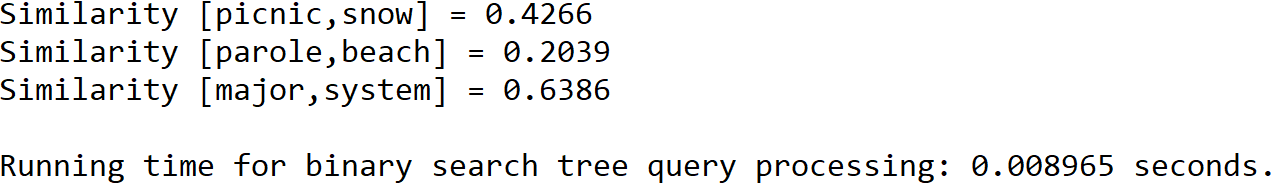 Similarity [picnic,snow] = 0.4266
Similarity [parole,beach] = 0.2039
Similarity [major,system] = 0.6386
Running time for binary search tree query processing: 0.008965 seconds.